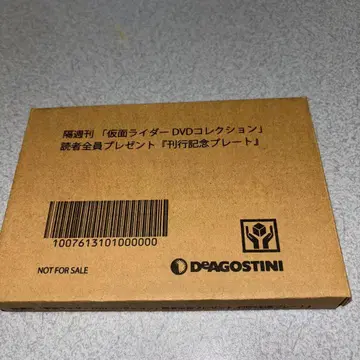 隔週刊「仮面ライダー DVDコレクション」
読者全員プレゼント『刊行記念プレート』
1007613101000000
NOT FOR SALE
DeAGOSTINI